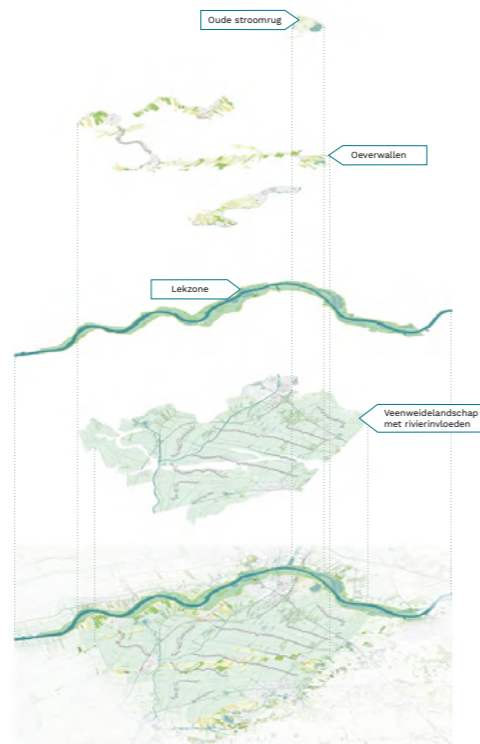 Oude stroomrug
Oeverwallen
Lekzone
Veenweidelandschap
met rivierinvloeden